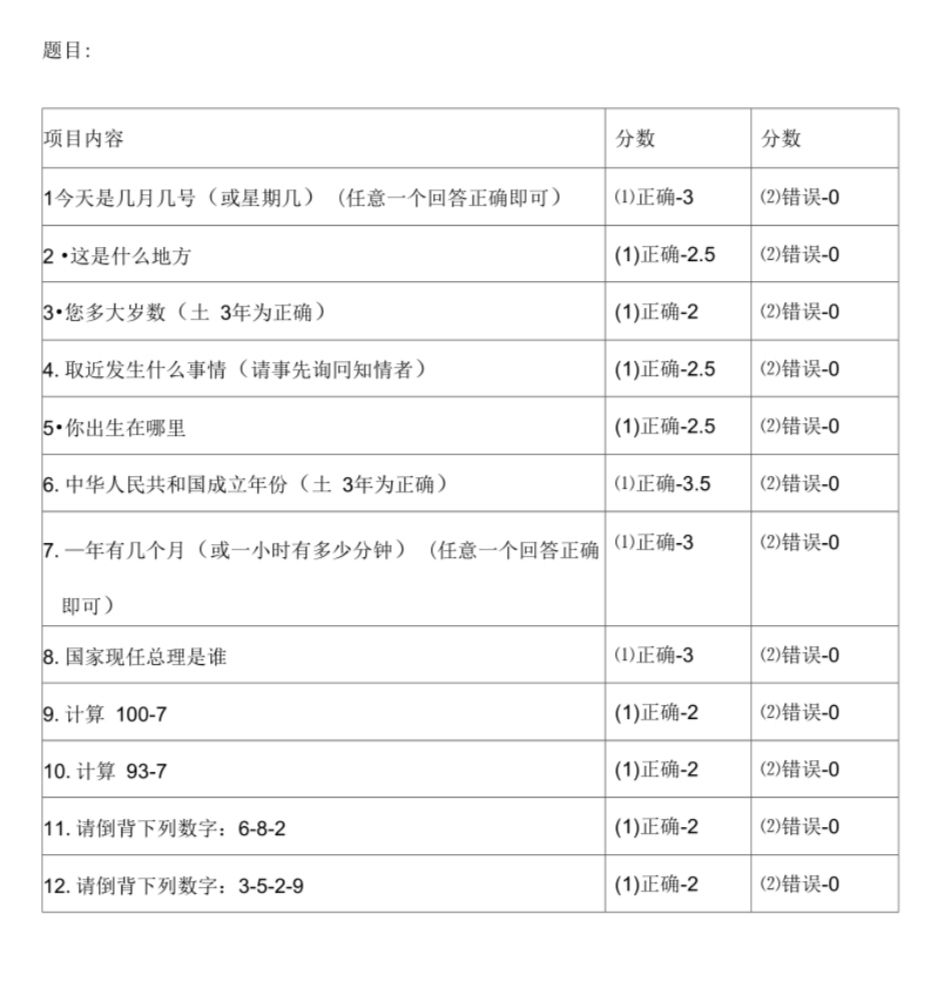 题目:
项目内容 分数 分数
1今天是几月几号（或星期几）（任意一个回答正确即可） ⑴正确-3 ⑵错误-0
2 •这是什么地方 (1)正确-2.5 ⑵错误-0
3•您多大岁数（土 3年为正确） (1)正确-2 ⑵错误-0
4. 取近发生什么事情（请事先询冋知情者） (1)正确-2.5 ⑵错误-0
5•你出生在哪里 (1)正确-2.5 ⑵错误-0
6. 中华人民共和国成立年份（土 3年为正确） ⑴正确-3.5 ⑵错误-0
7. —年有几个月（或一小时有多少分钟）（任意一个回答正确 ⑴正确-3 ⑵错误-0
即可）
8. 国家现任总理是谁 ⑴正确-3 ⑵错误-0
9. 计算 100-7 (1)正确-2 ⑵错误-0
10. 计算 93-7 (1)正确-2 ⑵错误-0
11. 请倒背下列数字：6-8-2 (1)正确-2 ⑵错误-0
12. 请倒背下列数字：3-5-2-9 (1)正确-2 ⑵错误-0